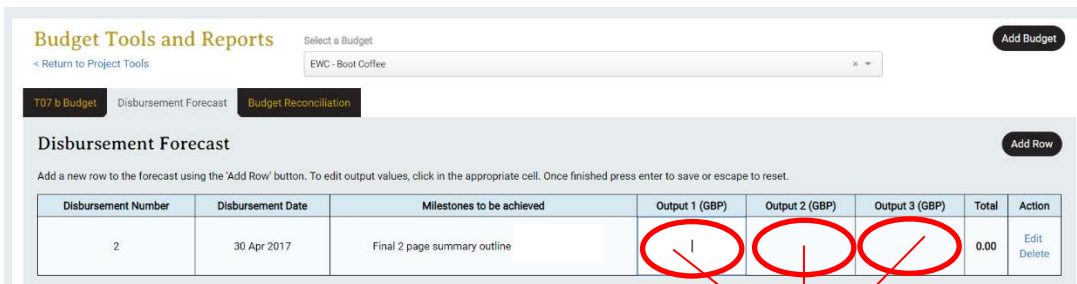 Budget Tools and Reports
Select a Budget
Add Budget
< Return to Project Tools
EWC - Boot Coffee
×
T07 b Budget Disbursement Forecast Budget Reconciliation
Disbursement Forecast
Add Row
Add a new row to the forecast using the 'Add Row' button. To edit output values, click in the appropriate cell. Once finished press enter to save or escape to reset.
Disbursement Number Disbursement Date Milestones to be achieved Output 1 (GBP) Output 2 (GBP) Output 3 (GBP) Total Action
2 30 Apr 2017 Final 2 page summary outline 0.00 Edit
Delete